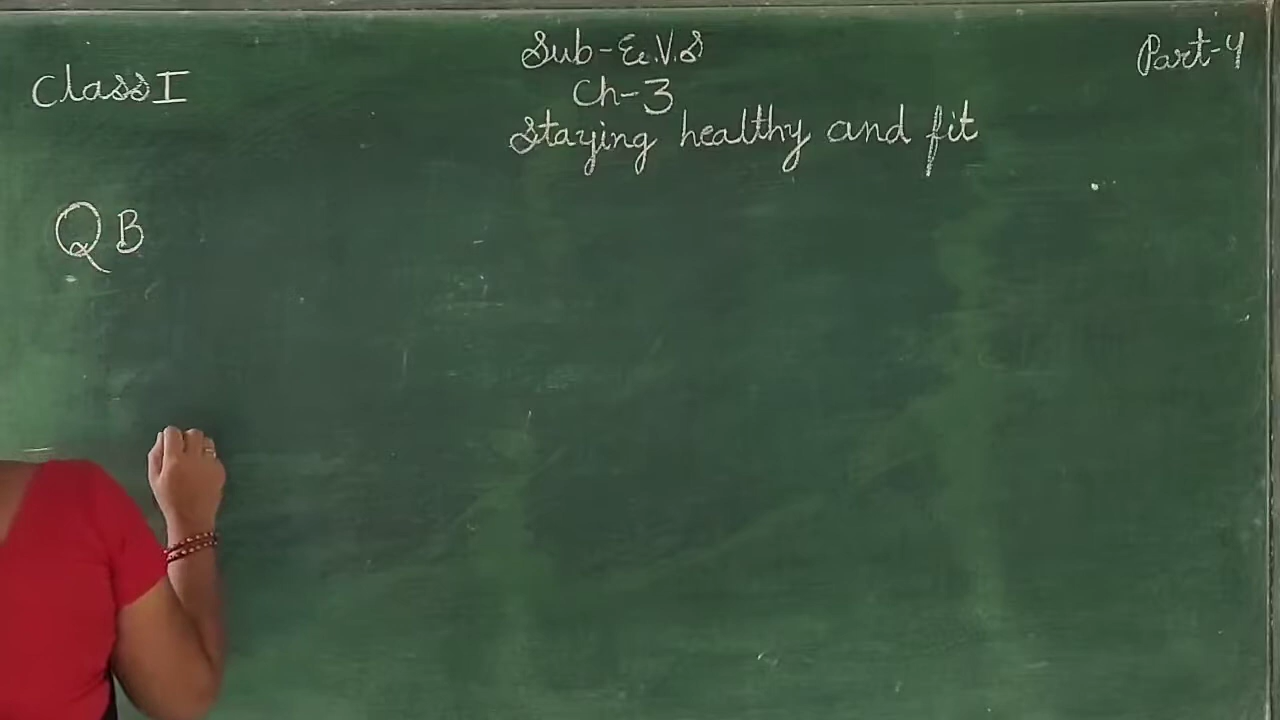 Sub-E.V.S
Part-4
Class I
Ch-3
Staying healthy and fit
Q B